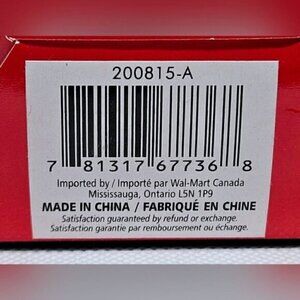 200815-A
7 81317 67736 8
Imported by / Importé par Wal-Mart Canada
Mississauga, Ontario L5N 1P9
MADE IN CHINA / FABRIQUÉ EN CHINE
Satisfaction guaranteed by refund or exchange.
Satisfaction garantie par remboursement ou échange.